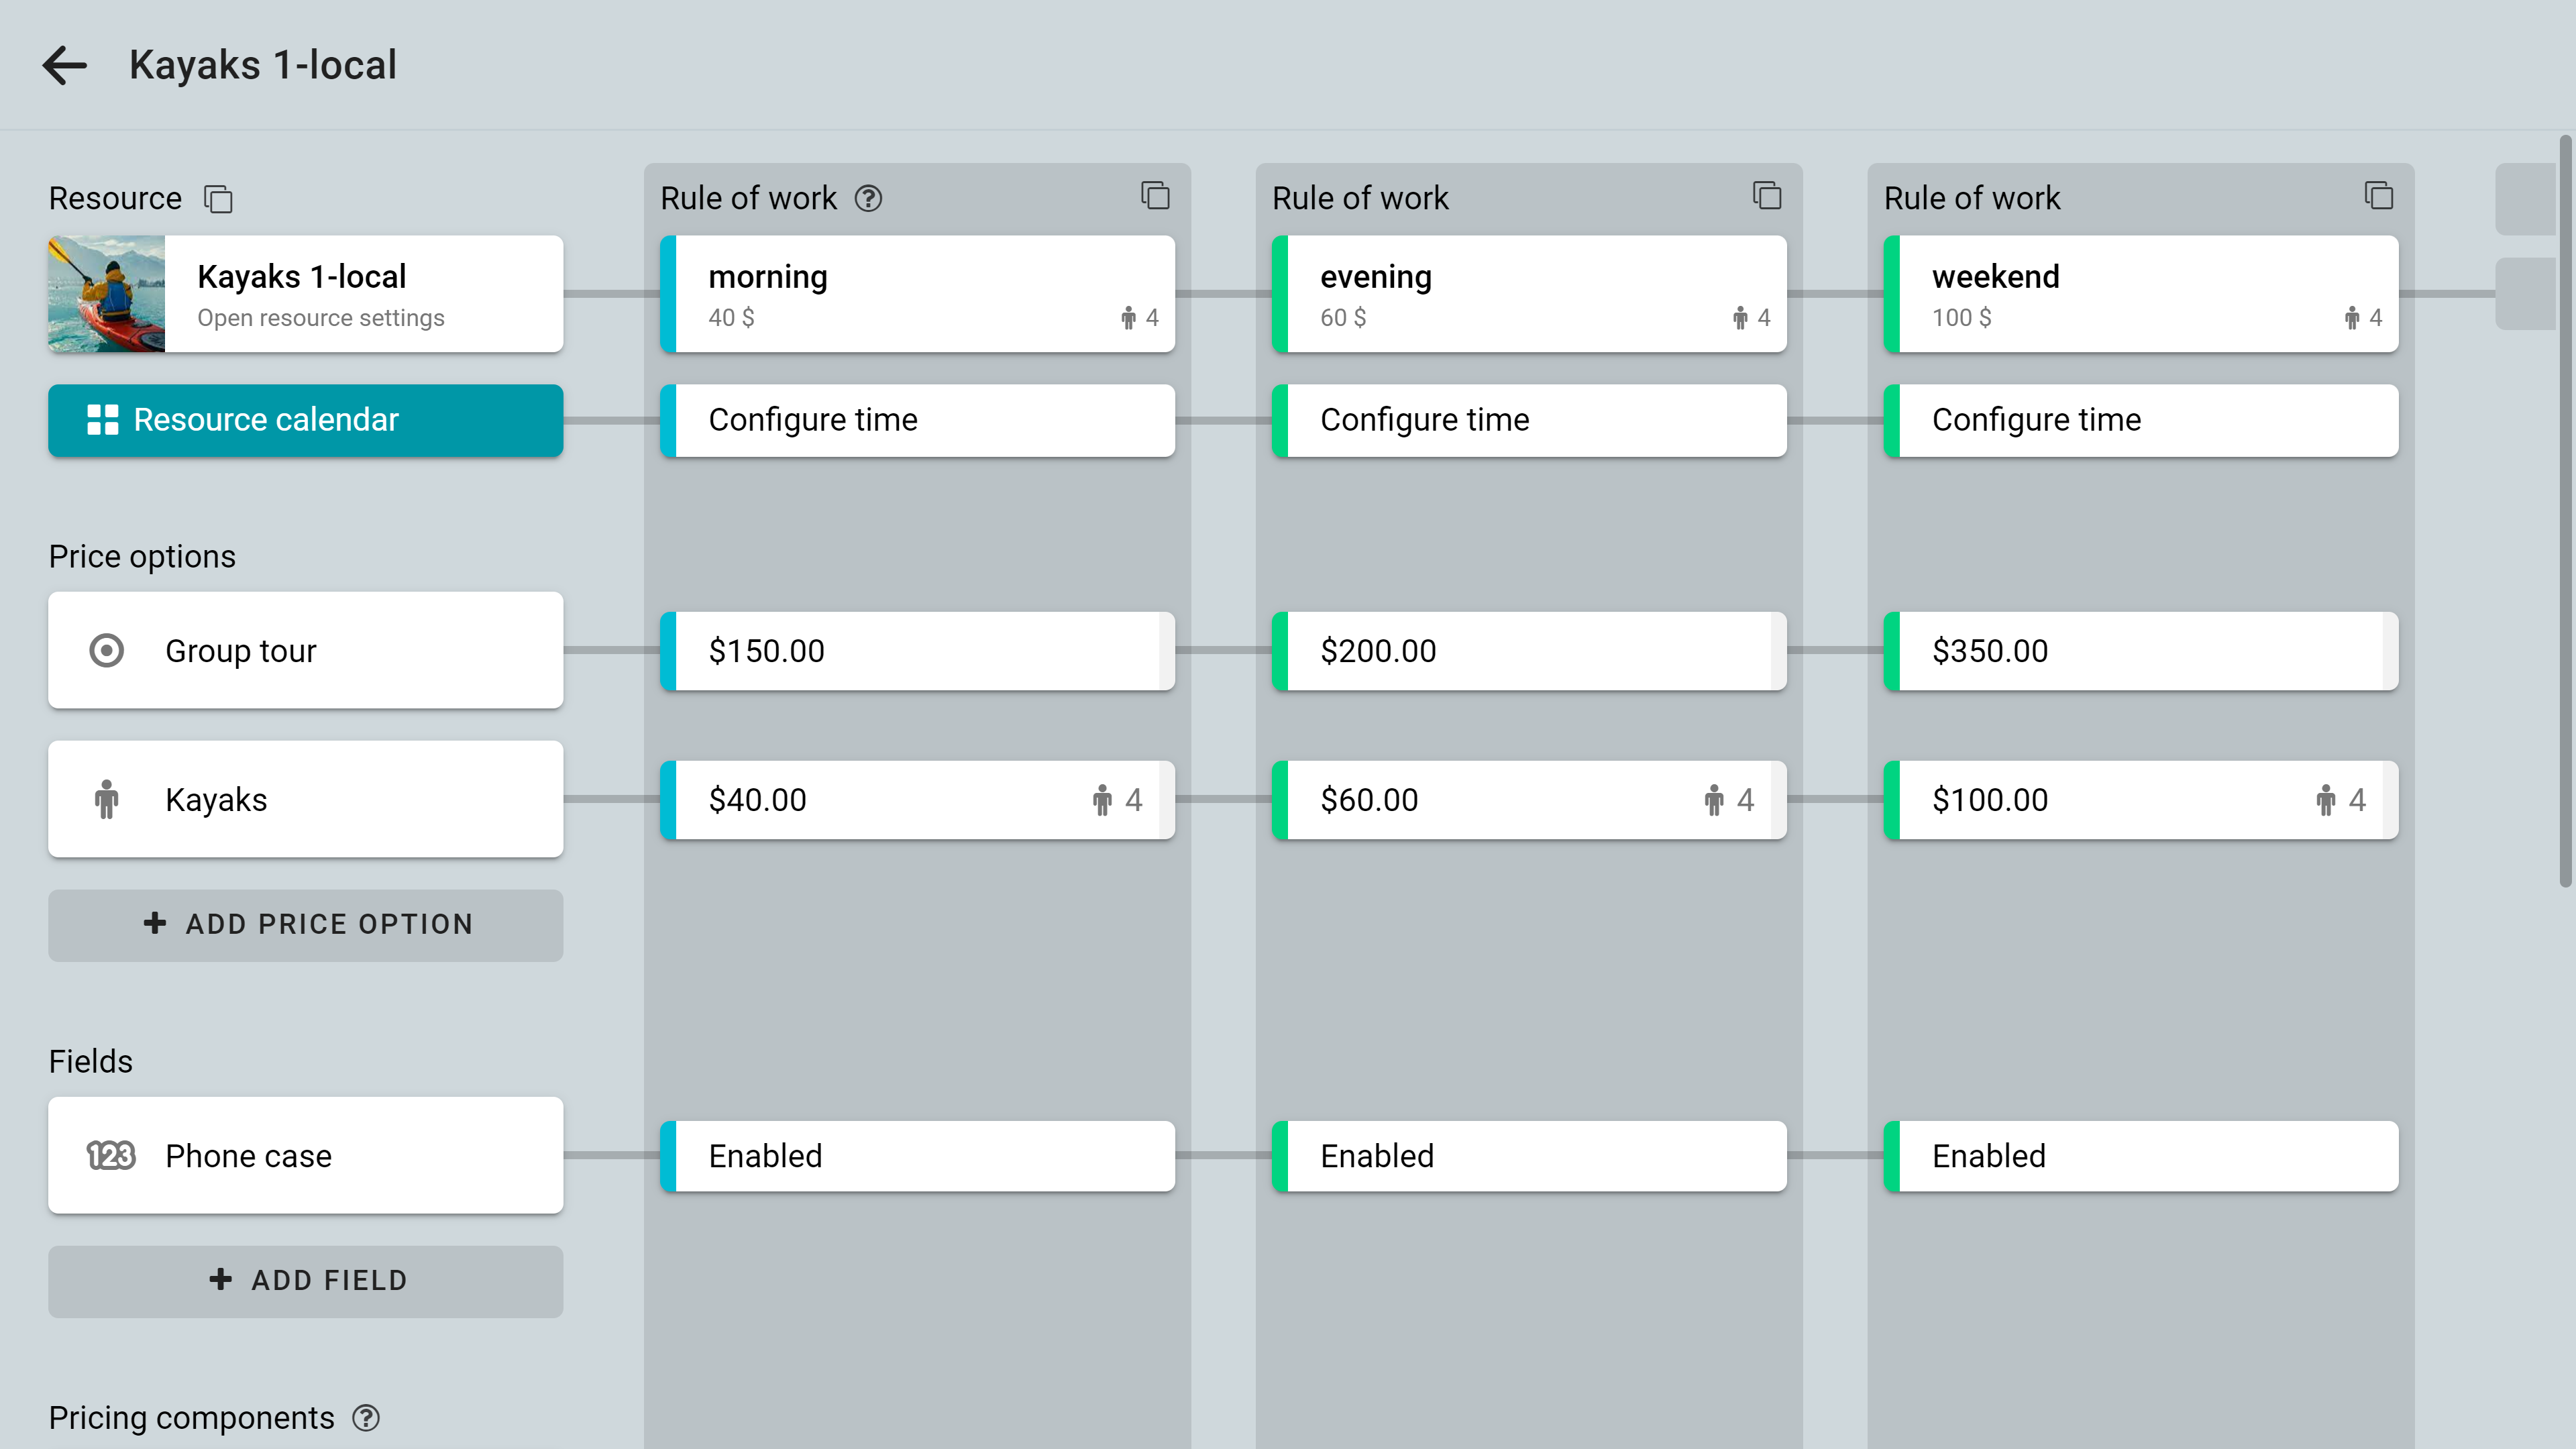 Kayaks 1-local
Resource
Rule of work
Rule of work
Rule of work
Kayaks 1-local
Open resource settings
morning
40 $
4
evening
60 $
4
weekend
100 $
4
Resource calendar
Configure time
Configure time
Configure time
Price options
Group tour
$150.00
$200.00
$350.00
Kayaks
$40.00
4
$60.00
4
$100.00
4
+ ADD PRICE OPTION
Fields
123
Phone case
Enabled
Enabled
Enabled
+ ADD FIELD
Pricing components